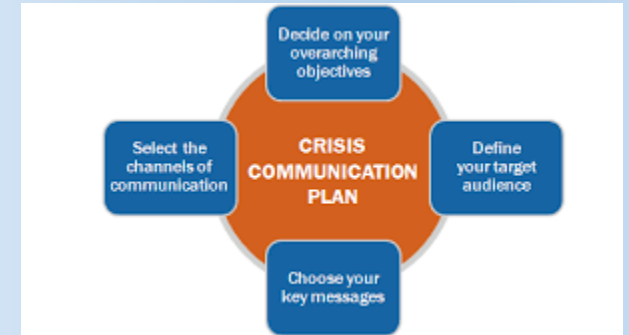 Decide on your
overarching
objectives
Select the
channels of
communication
CRISIS
COMMUNICATION
PLAN
Define
your target
audience
Choose your
key messages